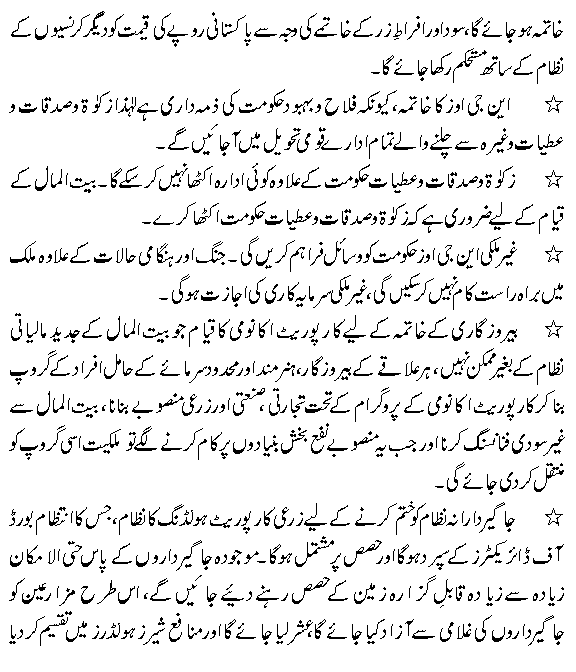 خاتمہ ہو جائے گا، سود اور افراطِ زر کے خاتمے کی وجہ سے پاکستانی روپے کی قیمت کو دیگر کرنسیوں کے
نظام کے ساتھ مستحکم رکھا جائے گا۔
☆ این جی اوز کا خاتمہ، کیونکہ فلاح و بہبود حکومت کی ذمہ داری ہے لہٰذا زکوٰۃ و صدقات و
عطیات وغیرہ سے چلنے والے تمام ادارے قومی تحویل میں آ جائیں گے۔
☆ زکوٰۃ و صدقات و عطیات حکومت کے علاوہ کوئی ادارہ اکٹھا نہیں کر سکے گا۔ بیت المال کے
قیام کے لیے ضروری ہے کہ زکوٰۃ و صدقات و عطیات حکومت اکٹھا کرے۔
☆ غیر ملکی این جی اوز حکومت کو وسائل فراہم کریں گی۔ جنگ اور ہنگامی حالات کے علاوہ ملک
میں براہ راست کام نہیں کر سکیں گی، غیر ملکی سرمایہ کاری کی اجازت ہو گی۔
☆ بیروزگاری کے خاتمہ کے لیے کارپوریٹ اکانومی کا قیام جو بیت المال کے جدید مالیاتی
نظام کے بغیر ممکن نہیں، ہر علاقے کے بیروزگار، ہنرمند اور محدود سرمائے کے حامل افراد کے گروپ
بنا کر کارپوریٹ اکانومی کے پروگرام کے تحت تجارتی، صنعتی اور زرعی منصوبے بنانا، بیت المال سے
غیر سودی فنانسنگ کرنا اور جب یہ منصوبے نفع بخش بنیادوں پر کام کرنے لگے تو ملکیت اسی گروپ کو
منتقل کر دی جائے گی۔
☆ جاگیردارانہ نظام کو ختم کرنے کے لیے زرعی کارپوریٹ ہولڈنگ کا نظام، جس کا انتظام بورڈ
آف ڈائریکٹرز کے سپرد ہو گا اور حصص پر مشتمل ہو گا۔ موجودہ جاگیرداروں کے پاس حتی الامکان
زیادہ سے زیادہ قابلِ گزارہ زمین کے حصص رہنے دیئے جائیں گے، اس طرح مزارعین کو
جاگیرداروں کی غلامی سے آزاد کیا جائے گا، عشر لیا جائے گا اور منافع شیئرز ہولڈرز میں تقسیم کر دیا